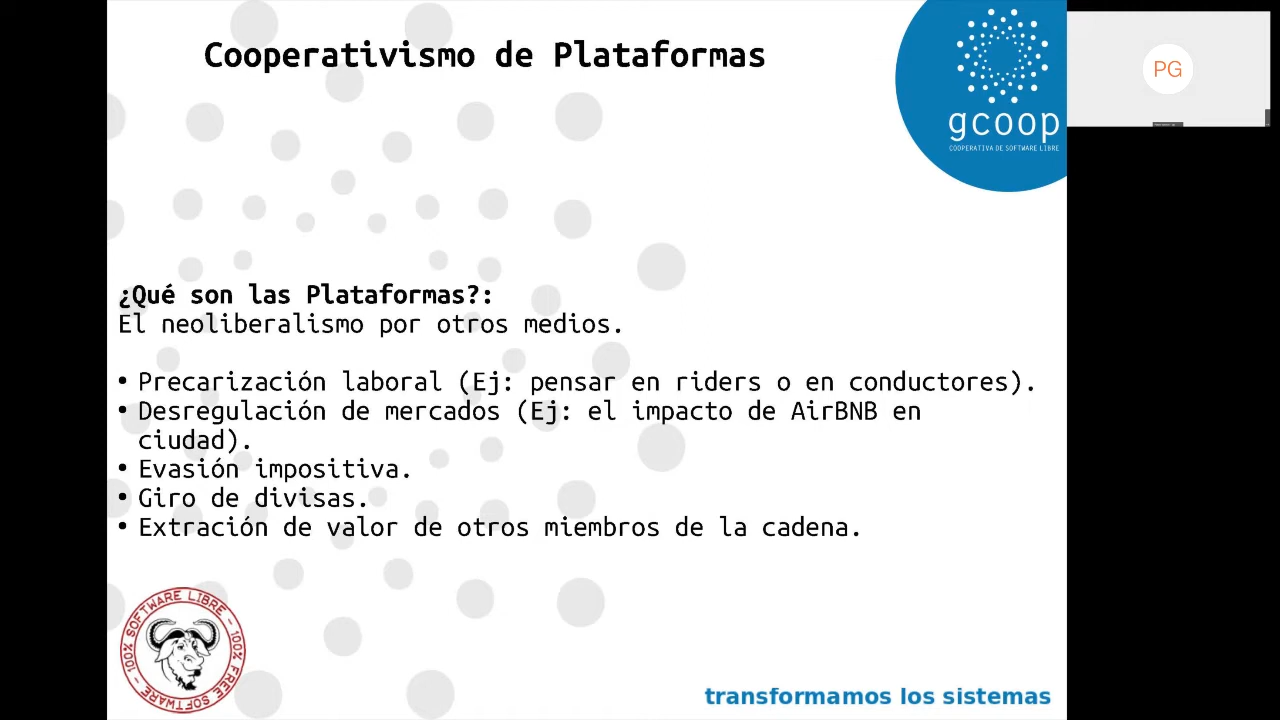 Cooperativismo de Plataformas
gcoop
COOPERATIVA DE SOFTWARE LIBRE
PG
¿Qué son las Plataformas?:
El neoliberalismo por otros medios.
• Precarización laboral (Ej: pensar en riders o en conductores).
• Desregulación de mercados (Ej: el impacto de AirBNB en
ciudad).
• Evasión impositiva.
• Giro de divisas.
• Extracción de valor de otros miembros de la cadena.
100% SOFTWARE LIBRE - 100% FREE SOFTWARE -
transformamos los sistemas